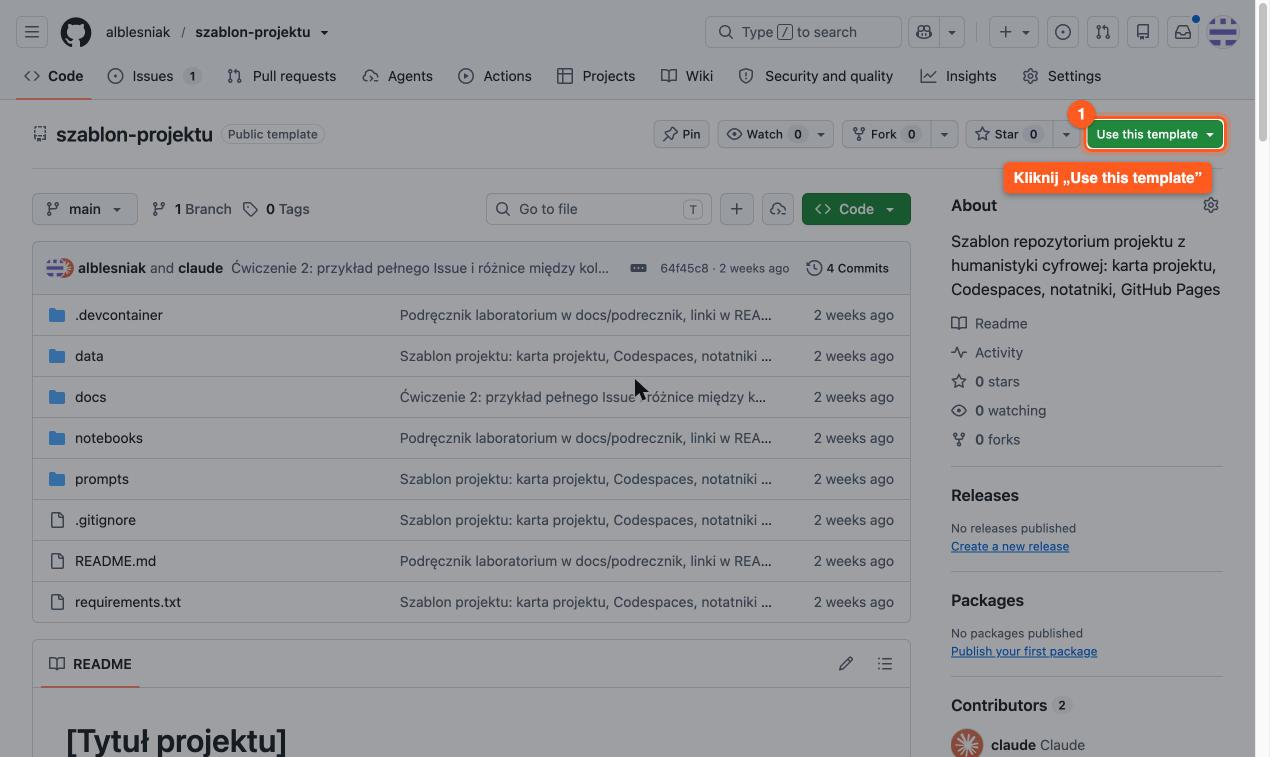 alblesniak / szablon-projektu
Type / to search
Code
Issues 1
Pull requests
Agents
Actions
Projects
Wiki
Security and quality
Insights
Settings
szablon-projektu Public template
Pin
Watch 0
Fork 0
Star 0
1
Use this template
Kliknij „Use this template”
main
1 Branch
0 Tags
Go to file T
Code
alblesniak and claude Ćwiczenie 2: przykład pełnego Issue i różnice między kol... 64f45c8 · 2 weeks ago 4 Commits
.devcontainer Podręcznik laboratorium w docs/podrecznik, linki w REA... 2 weeks ago
data Szablon projektu: karta projektu, Codespaces, notatniki ... 2 weeks ago
docs Ćwiczenie 2: przykład pełnego Issue i różnice między k... 2 weeks ago
notebooks Podręcznik laboratorium w docs/podrecznik, linki w REA... 2 weeks ago
prompts Szablon projektu: karta projektu, Codespaces, notatniki ... 2 weeks ago
.gitignore Szablon projektu: karta projektu, Codespaces, notatniki ... 2 weeks ago
README.md Podręcznik laboratorium w docs/podrecznik, linki w REA... 2 weeks ago
requirements.txt Szablon projektu: karta projektu, Codespaces, notatniki ... 2 weeks ago
README
[Tytuł projektu]
About
Szablon repozytorium projektu z
humanistyki cyfrowej: karta projektu,
Codespaces, notatniki, GitHub Pages
Readme
Activity
0 stars
0 watching
0 forks
Releases
No releases published
Create a new release
Packages
No packages published
Publish your first package
Contributors 2
claude Claude